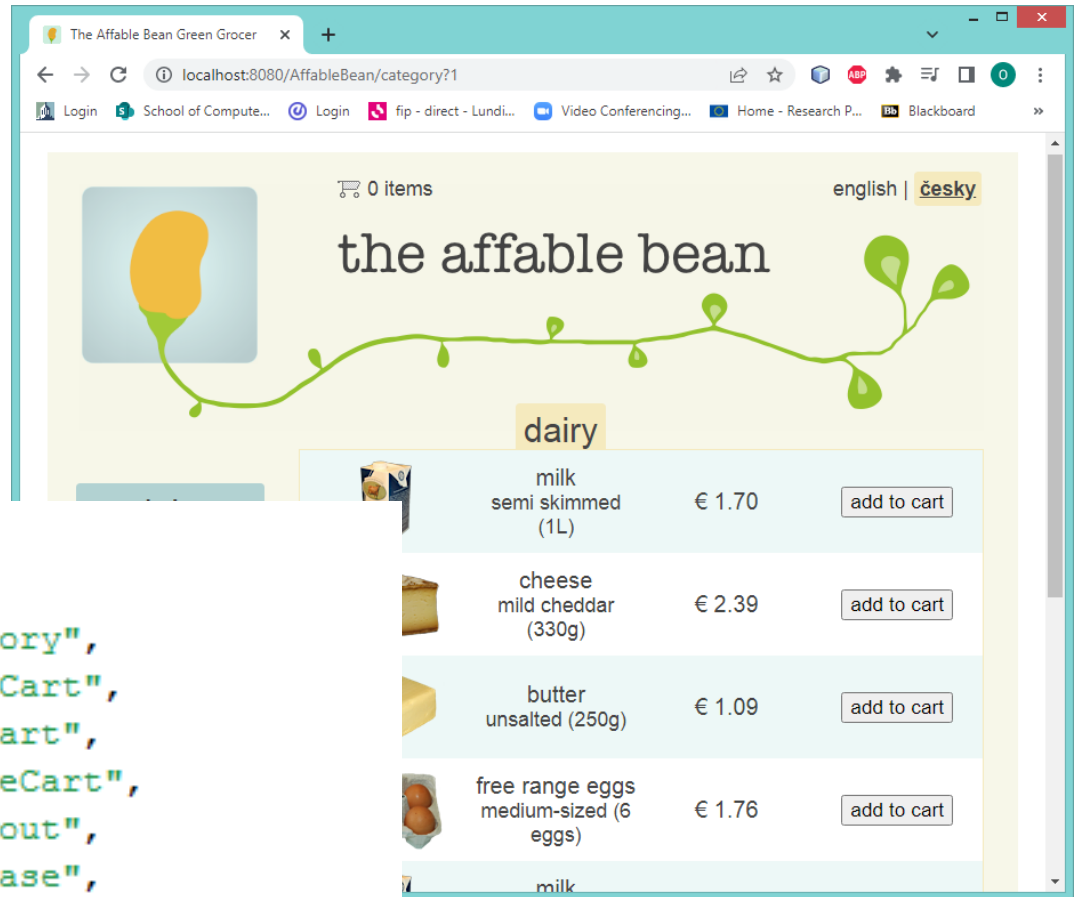 The Affable Bean Green Grocer
localhost:8080/AffableBean/category?1
ABP
O
Login
School of Compute...
Login
fip - direct - Lundi...
Video Conferencing...
Home - Research P...
Bb Blackboard
0 items
english | česky
the affable bean
dairy
milk
semi skimmed
(1L)
€ 1.70
add to cart
cheese
mild cheddar
(330g)
€ 2.39
add to cart
butter
unsalted (250g)
€ 1.09
add to cart
free range eggs
medium-sized (6
eggs)
€ 1.76
add to cart
milk
ory",
Cart",
art",
eCart",
out",
ase",